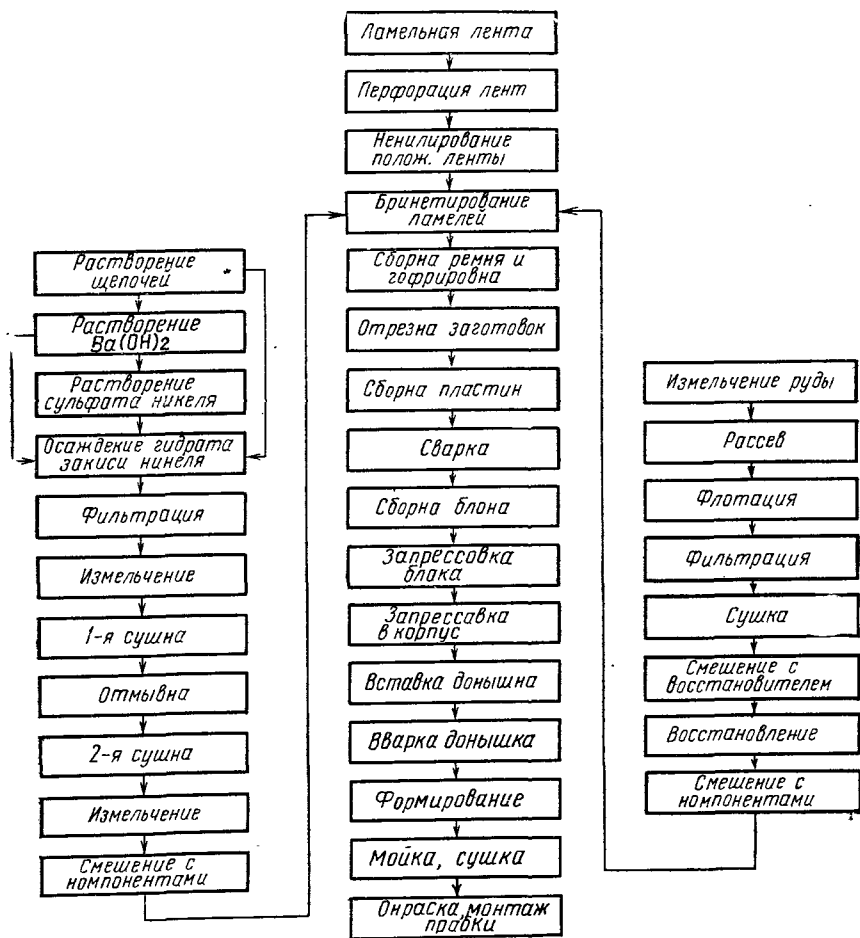 Ламельная лента
Перфорация лент
Ненилирование
полож. ленты
Бринетирование
ламелей
Сборна ремня и
гофрировна
Отрезна заготовок
Сборна пластин
Сварка
Сборна блона
Запрессовка
блока
Запрессавка
в корпус
Вставка донышна
Вварка донышка
Формирование
Мойка, сушка
Онраска, монтаж
правки
Растворение
щепочей
Растворение
Ba(OH)2
Растворение
сульфата никеля
Осаждение гидрата
закиси нинеля
Фильтрация
Измельчение
1-я сушна
Отмывна
2-я сушна
Измельчение
Смешение с
номпонентами
Измельчение руды
Рассев
Флотация
Фильтрация
Сушка
Смешение с
восстановителем
Восстановление
Смешение с
номпонентами